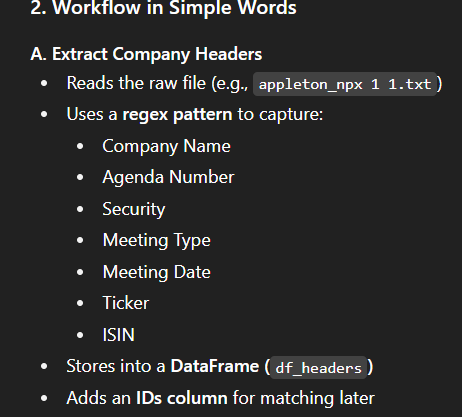 2. Workflow in Simple Words
A. Extract Company Headers
• Reads the raw file (e.g., appleton_npx 1 1.txt)
• Uses a regex pattern to capture:
• Company Name
• Agenda Number
• Security
• Meeting Type
• Meeting Date
• Ticker
• ISIN
• Stores into a DataFrame (df_headers)
• Adds an IDs column for matching later